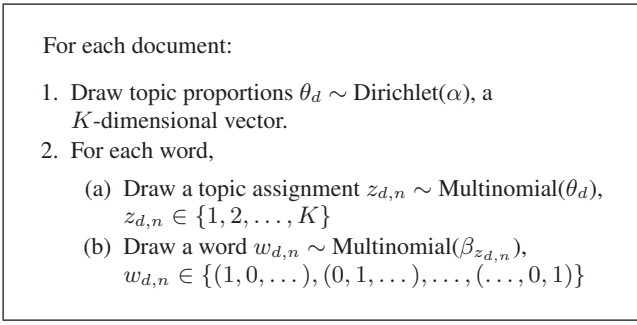 For each document:
1. Draw topic proportions θ_d ∼ Dirichlet(α), a
K-dimensional vector.
2. For each word,
(a) Draw a topic assignment z_{d,n} ∼ Multinomial(θ_d),
z_{d,n} ∈ {1, 2, . . . , K}
(b) Draw a word w_{d,n} ∼ Multinomial(β_{z_{d,n}}),
w_{d,n} ∈ {(1, 0, . . . ), (0, 1, . . . ), . . . , (. . . , 0, 1)}